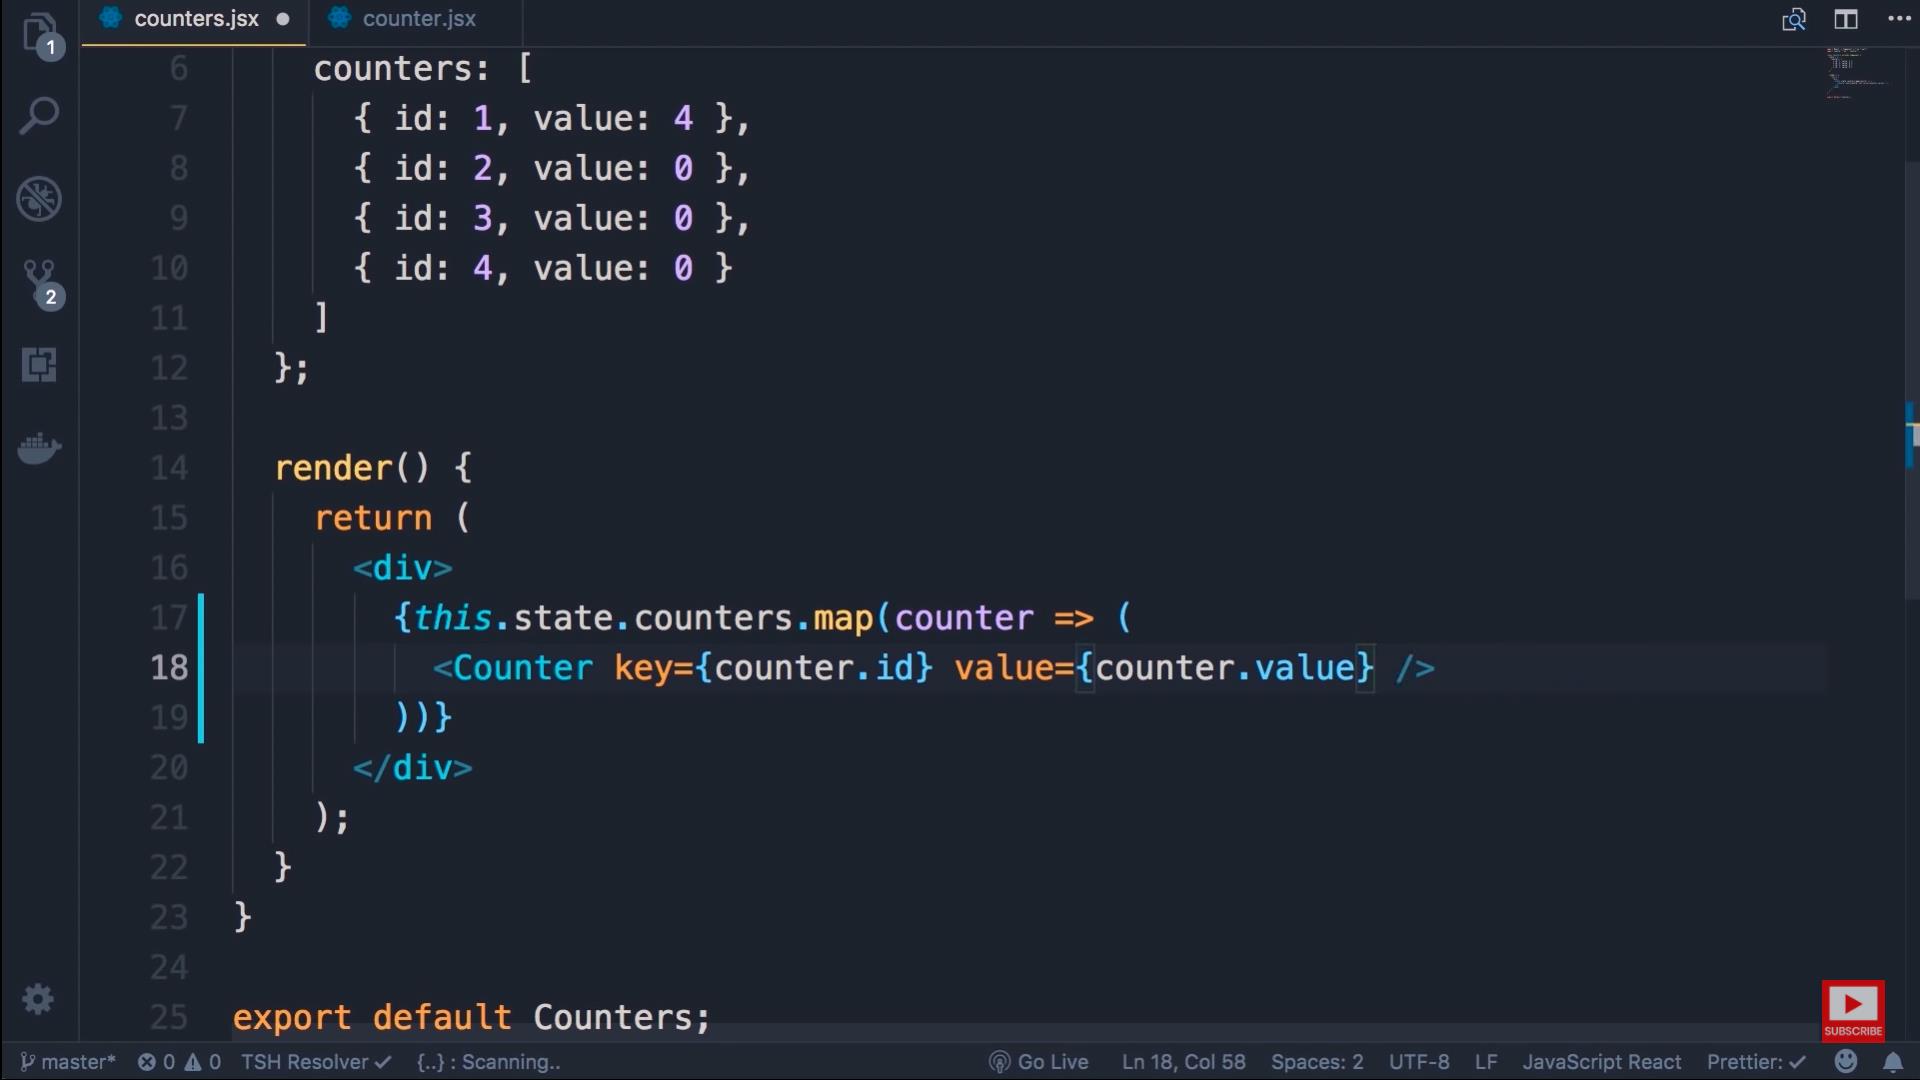 counters.jsx counter.jsx
1
2
6 counters: [
7 { id: 1, value: 4 },
8 { id: 2, value: 0 },
9 { id: 3, value: 0 },
10 { id: 4, value: 0 }
11 ]
12 };
13
14 render() {
15 return (
16 <div>
17 {this.state.counters.map(counter => (
18 <Counter key={counter.id} value={counter.value} />
19 ))}
20 </div>
21 );
22 }
23 }
24
25 export default Counters;
SUBSCRIBE
master* 0 0 TSH Resolver ✓ {..} : Scanning.. Go Live Ln 18, Col 58 Spaces: 2 UTF-8 LF JavaScript React Prettier: ✓